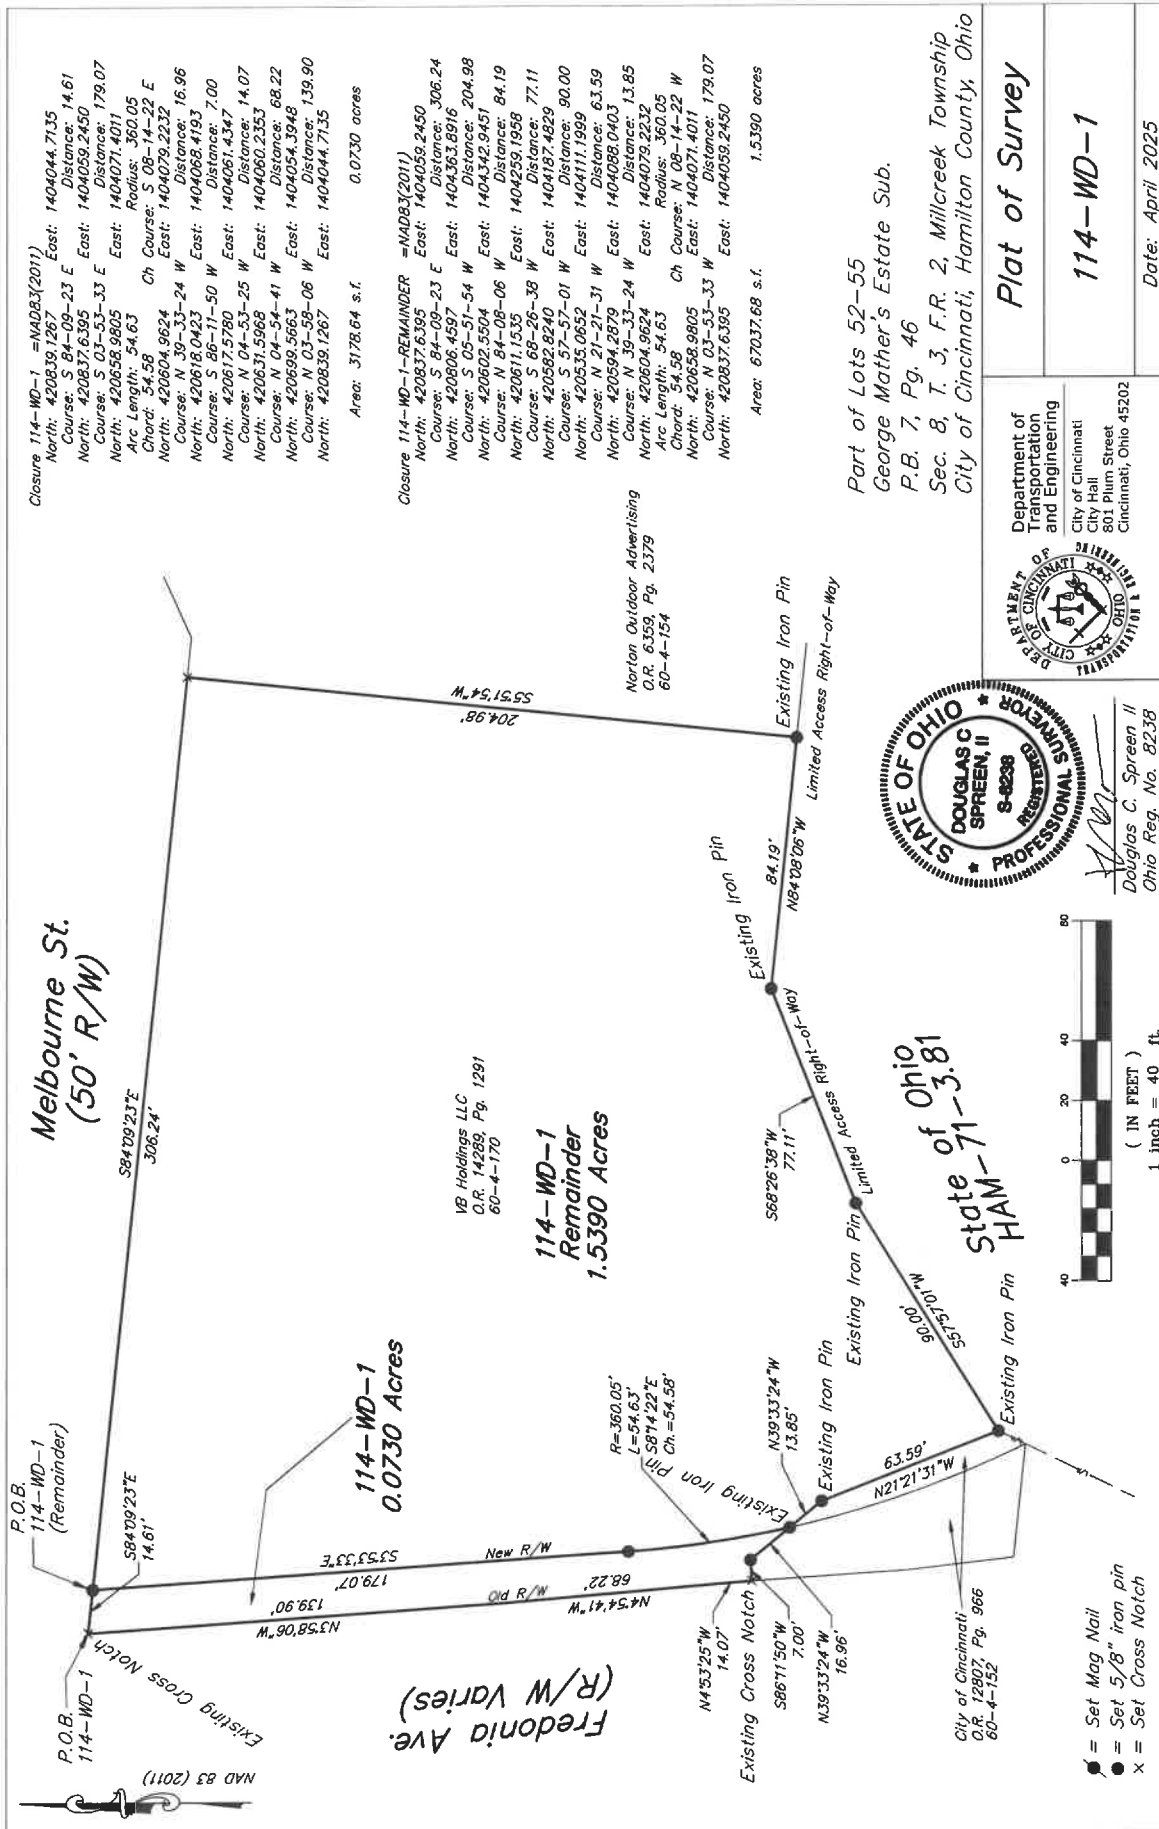 Melbourne St.
(50' R/W)
P.O.B.
114-WD-1
(Remainder)
P.O.B.
114-WD-1
Existing Cross Notch
NAD 83 (2011)
S84°09'23"E
14.61'
S84°09'23"E
306.24'
VB Holdings LLC
O.R. 14289, Pg. 1291
60-4-170
114-WD-1
Remainder
1.5390 Acres
114-WD-1
0.0730 Acres
S3°53'33"E
179.07'
New R/W
139.90'
N3°58'06"W
Old R/W
68.22'
N4°54'41"W
Fredonia Ave.
(R/W Varies)
R=360.05'
L=54.63'
S8°14'22"E
Ch.=54.58'
Existing Iron Pin
N39°33'24"W
13.85'
Existing Iron Pin
N4°53'25"W
14.07'
Existing Cross Notch
S86°11'50"W
7.00'
N39°33'24"W
16.96'
63.59'
N21°21'31"W
City of Cincinnati
O.R. 12807, Pg. 966
60-4-152
Existing Iron Pin
90.00'
S57°57'01"W
Existing Iron Pin
S68°26'38"W
77.11'
Limited Access Right-of-Way
Existing Iron Pin
84.19'
N84°08'06"W
Limited Access Right-of-Way
Existing Iron Pin
S5°51'54"W
204.98'
Norton Outdoor Advertising
O.R. 6359, Pg. 2379
60-4-154
State of Ohio
HAM-71-3.81
Closure 114-WD-1 =NAD83(2011)
North: 420839.1267 East: 1404044.7135
Course: S 84-09-23 E Distance: 14.61
North: 420837.6395 East: 1404059.2450
Course: S 03-53-33 E Distance: 179.07
North: 420658.9805 East: 1404071.4011
Arc Length: 54.63 Radius: 360.05
Chord: 54.58 Ch Course: S 08-14-22 E
North: 420604.9624 East: 1404079.2232
Course: N 39-33-24 W Distance: 16.96
North: 420618.0423 East: 1404068.4193
Course: S 86-11-50 W Distance: 7.00
North: 420617.5780 East: 1404061.4347
Course: N 04-53-25 W Distance: 14.07
North: 420631.5968 East: 1404060.2353
Course: N 04-54-41 W Distance: 68.22
North: 420699.5663 East: 1404054.3948
Course: N 03-58-06 W Distance: 139.90
North: 420839.1267 East: 1404044.7135
Area: 3178.64 s.f. 0.0730 acres
Closure 114-WD-1-REMAINDER =NAD83(2011)
North: 420837.6395 East: 1404059.2450
Course: S 84-09-23 E Distance: 306.24
North: 420806.4597 East: 1404363.8916
Course: S 05-51-54 W Distance: 204.98
North: 420602.5504 East: 1404342.9451
Course: N 84-08-06 W Distance: 84.19
North: 420611.1535 East: 1404259.1958
Course: S 68-26-38 W Distance: 77.11
North: 420582.8240 East: 1404187.4829
Course: S 57-57-01 W Distance: 90.00
North: 420535.0652 East: 1404111.1999
Course: N 21-21-31 W Distance: 63.59
North: 420594.2879 East: 1404088.0403
Course: N 39-33-24 W Distance: 13.85
North: 420604.9624 East: 1404079.2232
Arc Length: 54.63 Radius: 360.05
Chord: 54.58 Ch Course: N 08-14-22 W
North: 420658.9805 East: 1404071.4011
Course: N 03-53-33 W Distance: 179.07
North: 420837.6395 East: 1404059.2450
Area: 67037.68 s.f. 1.5390 acres
Part of Lots 52-55
George Mather's Estate Sub.
P.B. 7, Pg. 46
Sec. 8, T. 3, F.R. 2, Millcreek Township
City of Cincinnati, Hamilton County, Ohio
= Set Mag Nail
= Set 5/8" iron pin
x = Set Cross Notch
40 0 20 40 80
( IN FEET )
1 inch = 40 ft.
STATE OF OHIO
DOUGLAS C
SPREEN, II
S-8238
REGISTERED
PROFESSIONAL SURVEYOR
Douglas C. Spreen II
Ohio Reg. No. 8238
DEPARTMENT OF
TRANSPORTATION & ENGINEERING
CITY OF CINCINNATI
OHIO
Department of
Transportation
and Engineering
City of Cincinnati
City Hall
801 Plum Street
Cincinnati, Ohio 45202
Plat of Survey
114-WD-1
Date: April 2025